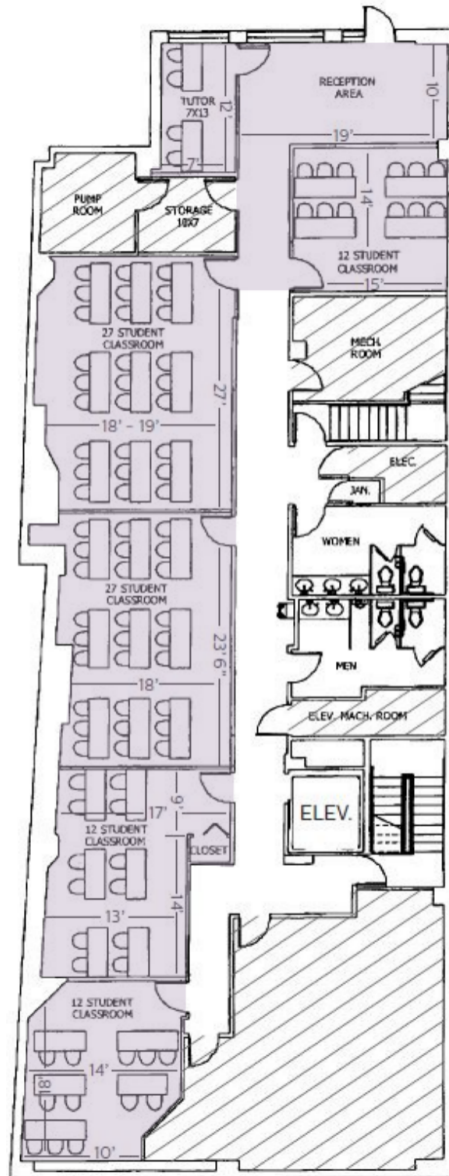 RECEPTION
AREA
10'
19'
TUTOR
7X13
12'
7'
PUMP
ROOM
STORAGE
10X7
14'
12 STUDENT
CLASSROOM
15'
27 STUDENT
CLASSROOM
27'
18' - 19'
MECH.
ROOM
ELEC.
JAN.
WOMEN
27 STUDENT
CLASSROOM
23' 6"
18'
MEN
ELEV. MACH. ROOM
ELEV.
9'
17'
12 STUDENT
CLASSROOM
CLOSET
14'
13'
12 STUDENT
CLASSROOM
14'
18'
10'